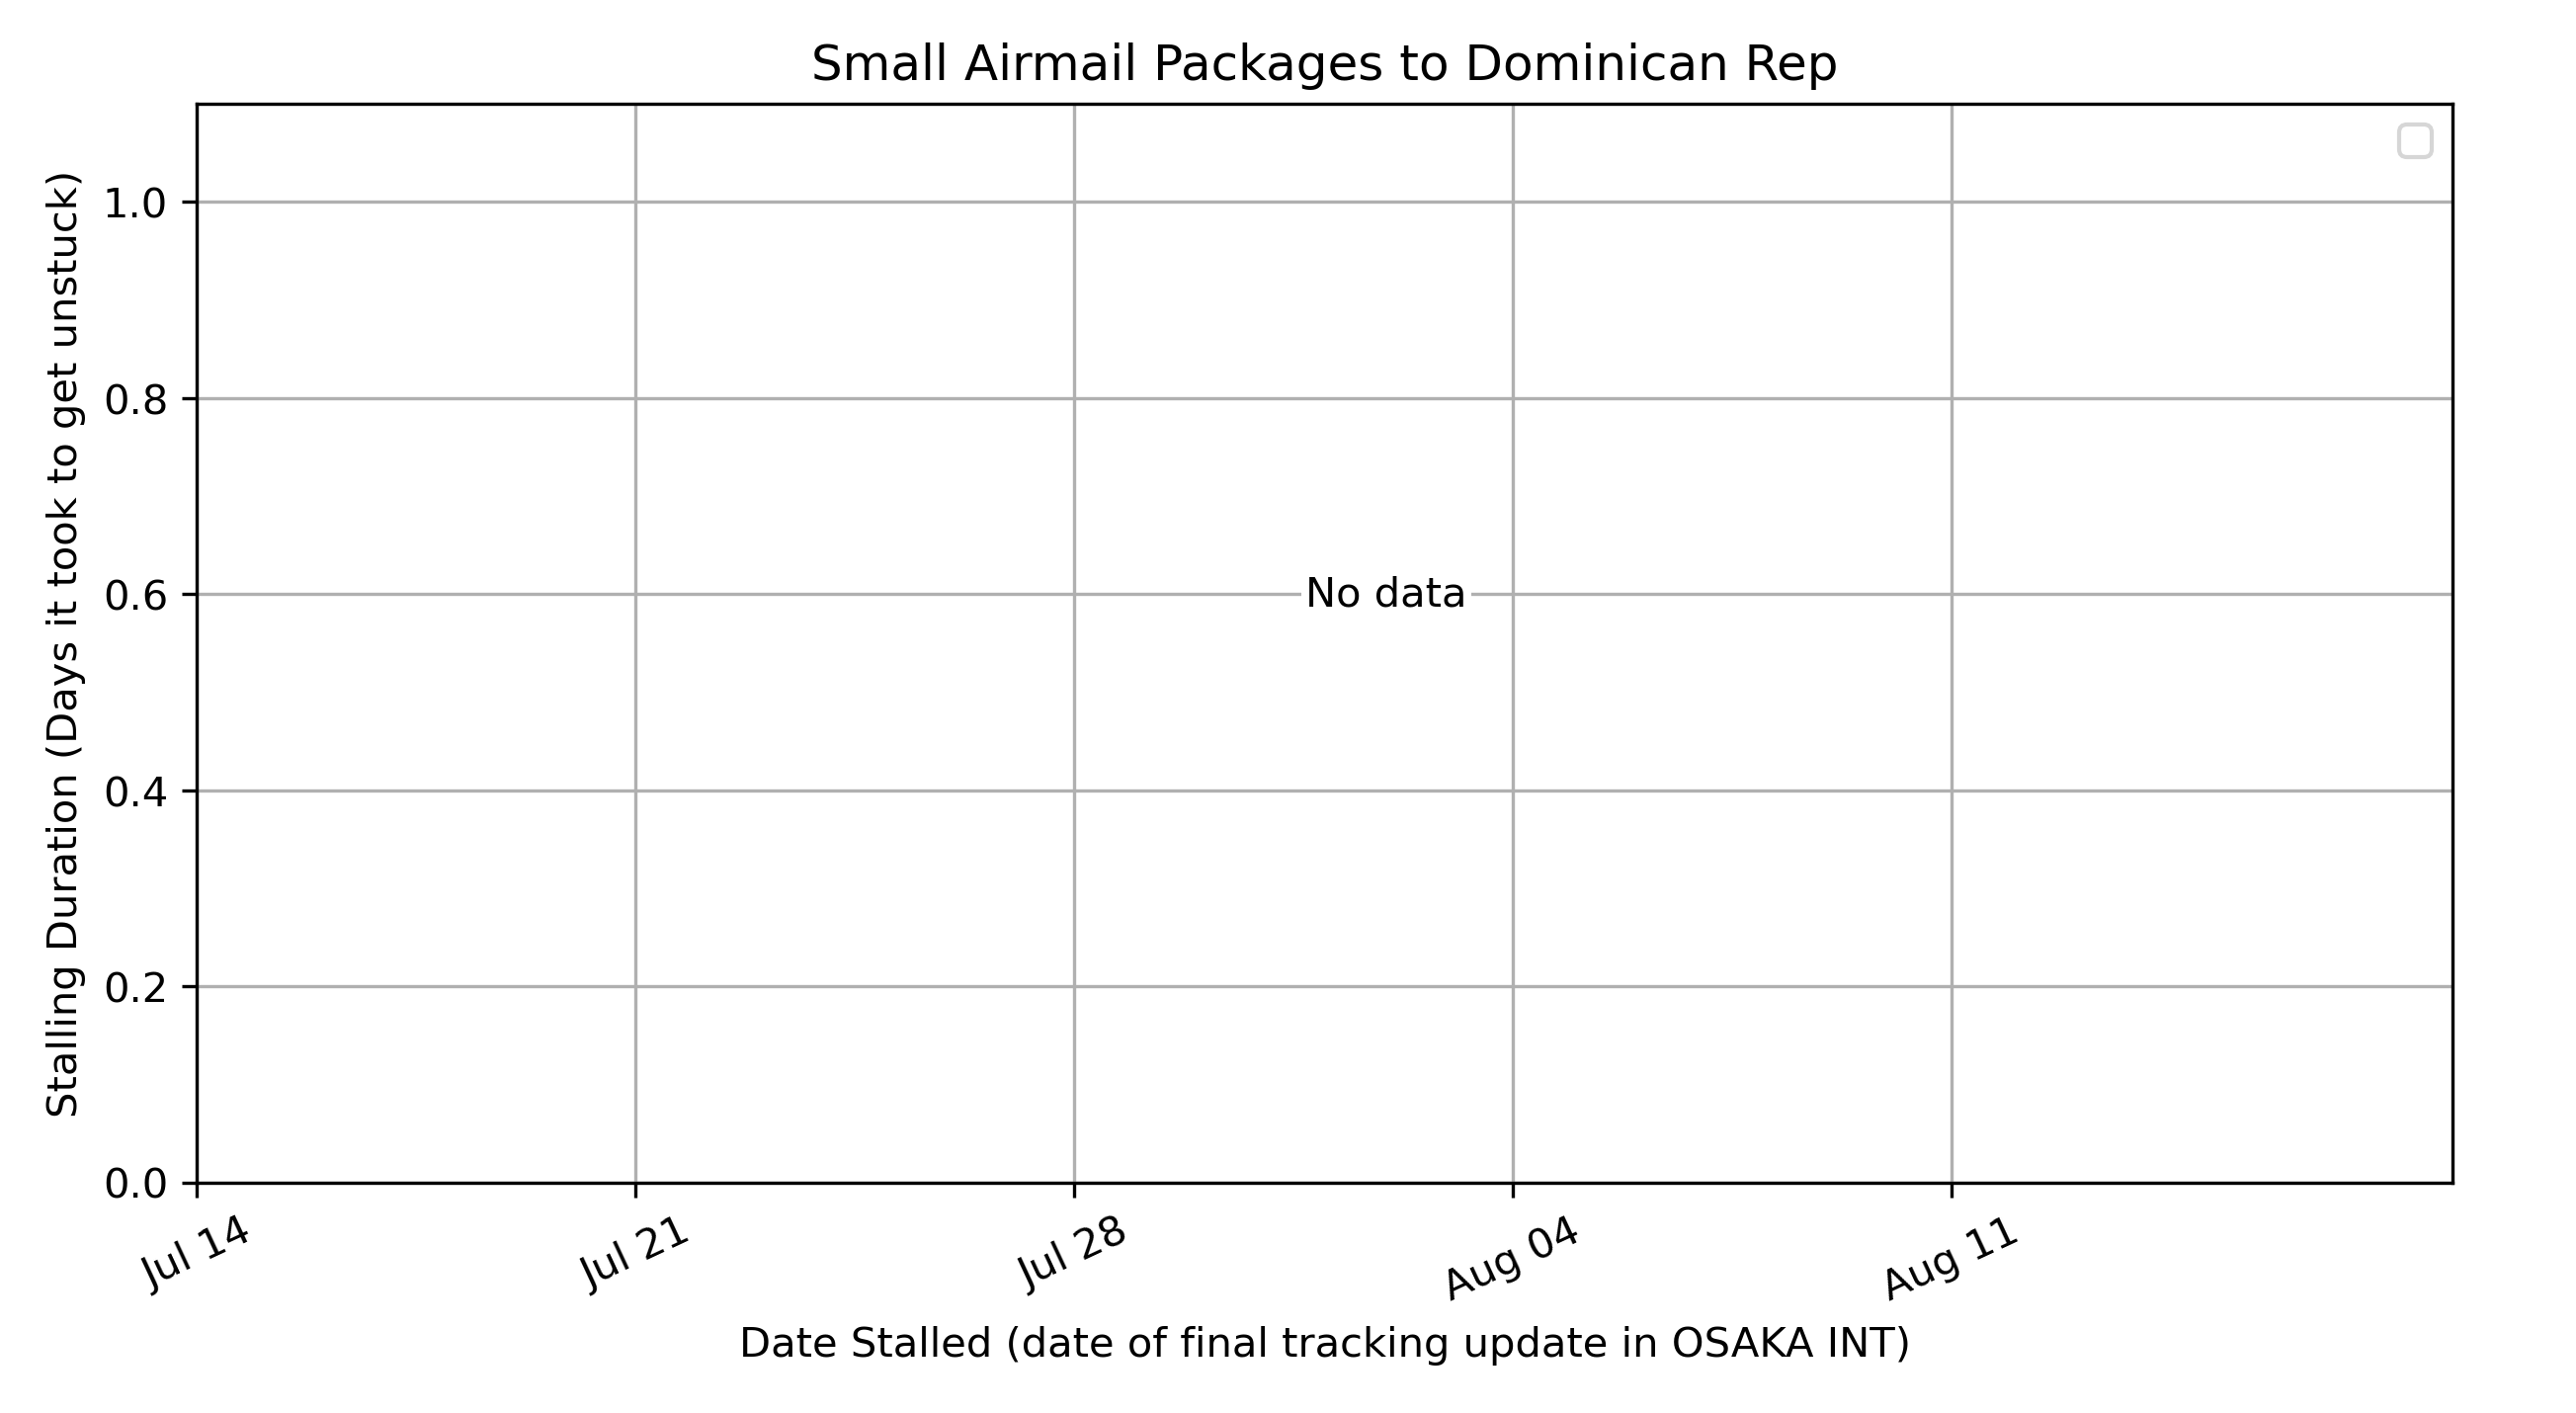 Small Airmail Packages to Dominican Rep
Stalling Duration (Days it took to get unstuck)
1.0
0.8
0.6
0.4
0.2
0.0
No data
Jul 14
Jul 21
Jul 28
Aug 04
Aug 11
Date Stalled (date of final tracking update in OSAKA INT)